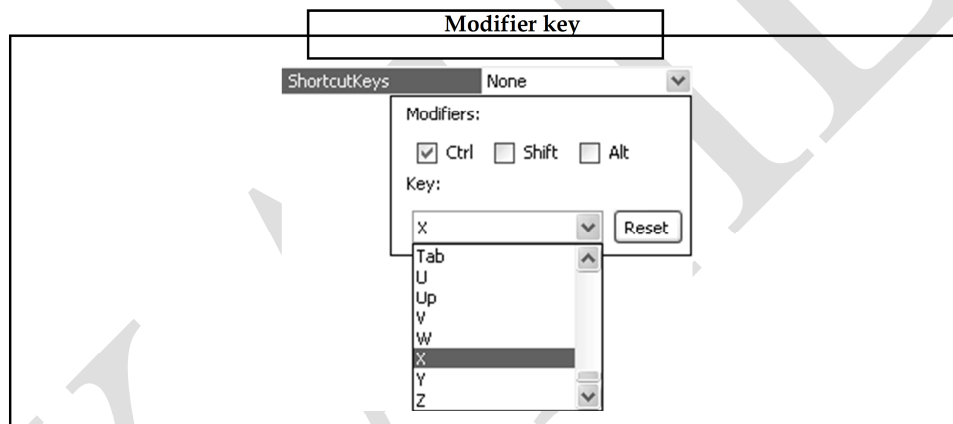 Modifier key
ShortcutKeys None
Modifiers:
Ctrl Shift Alt
Key:
X Reset
Tab
U
Up
V
W
X
Y
Z